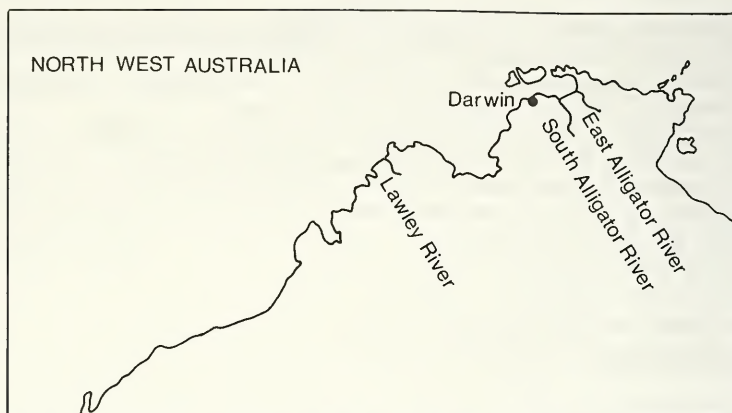 NORTH WEST AUSTRALIA
Darwin
East Alligator River
South Alligator River
Lawley River